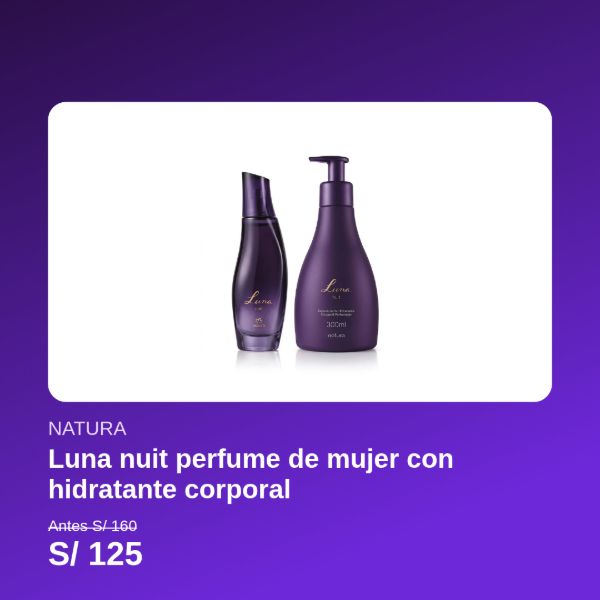 Luna
Luna
300ml
natura
NATURA
Luna nuit perfume de mujer con
hidratante corporal
Antes S/ 160
S/ 125